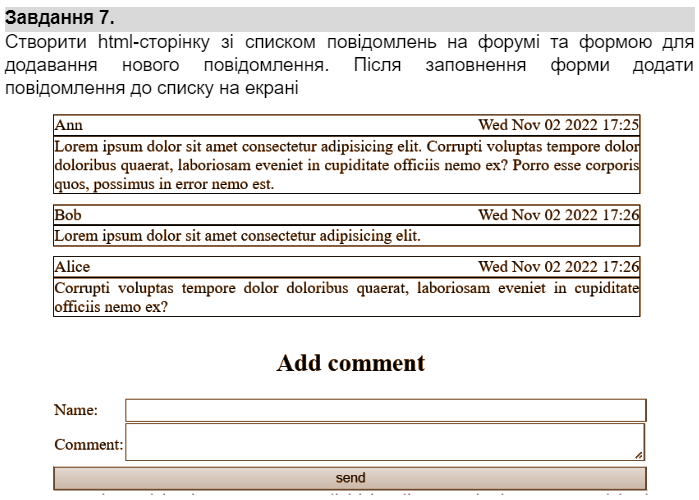 Завдання 7.
Створити html-сторінку зі списком повідомлень на форумі та формою для
додавання нового повідомлення. Після заповнення форми додати
повідомлення до списку на екрані
Ann Wed Nov 02 2022 17:25
Lorem ipsum dolor sit amet consectetur adipisicing elit. Corrupti voluptas tempore dolor
doloribus quaerat, laboriosam eveniet in cupiditate officiis nemo ex? Porro esse corporis
quos, possimus in error nemo est.
Bob Wed Nov 02 2022 17:26
Lorem ipsum dolor sit amet consectetur adipisicing elit.
Alice Wed Nov 02 2022 17:26
Corrupti voluptas tempore dolor doloribus quaerat, laboriosam eveniet in cupiditate
officiis nemo ex?
Add comment
Name:
Comment:
send